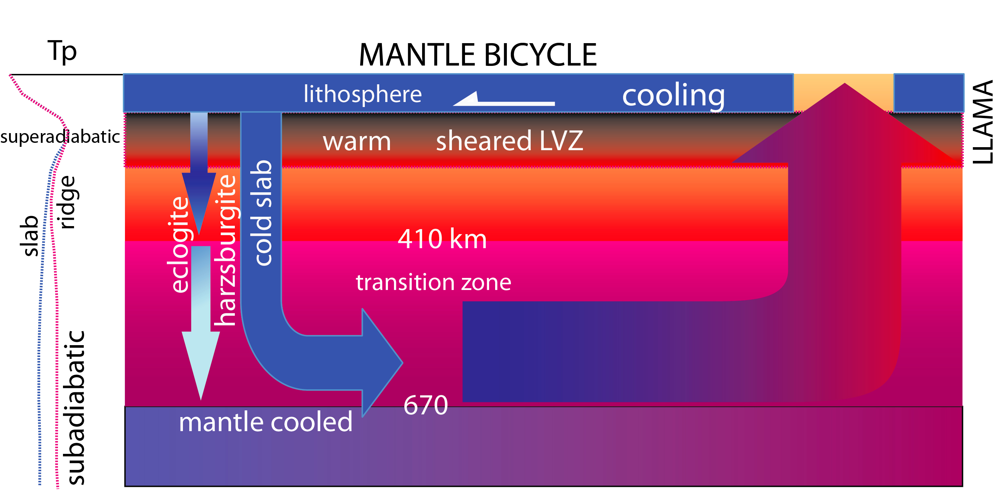 Tp
MANTLE BICYCLE
lithosphere
cooling
LLAMA
superadiabatic
warm
sheared LVZ
ridge
slab
eclogite
harzsburgite
cold slab
410 km
transition zone
subadiabatic
670
mantle cooled